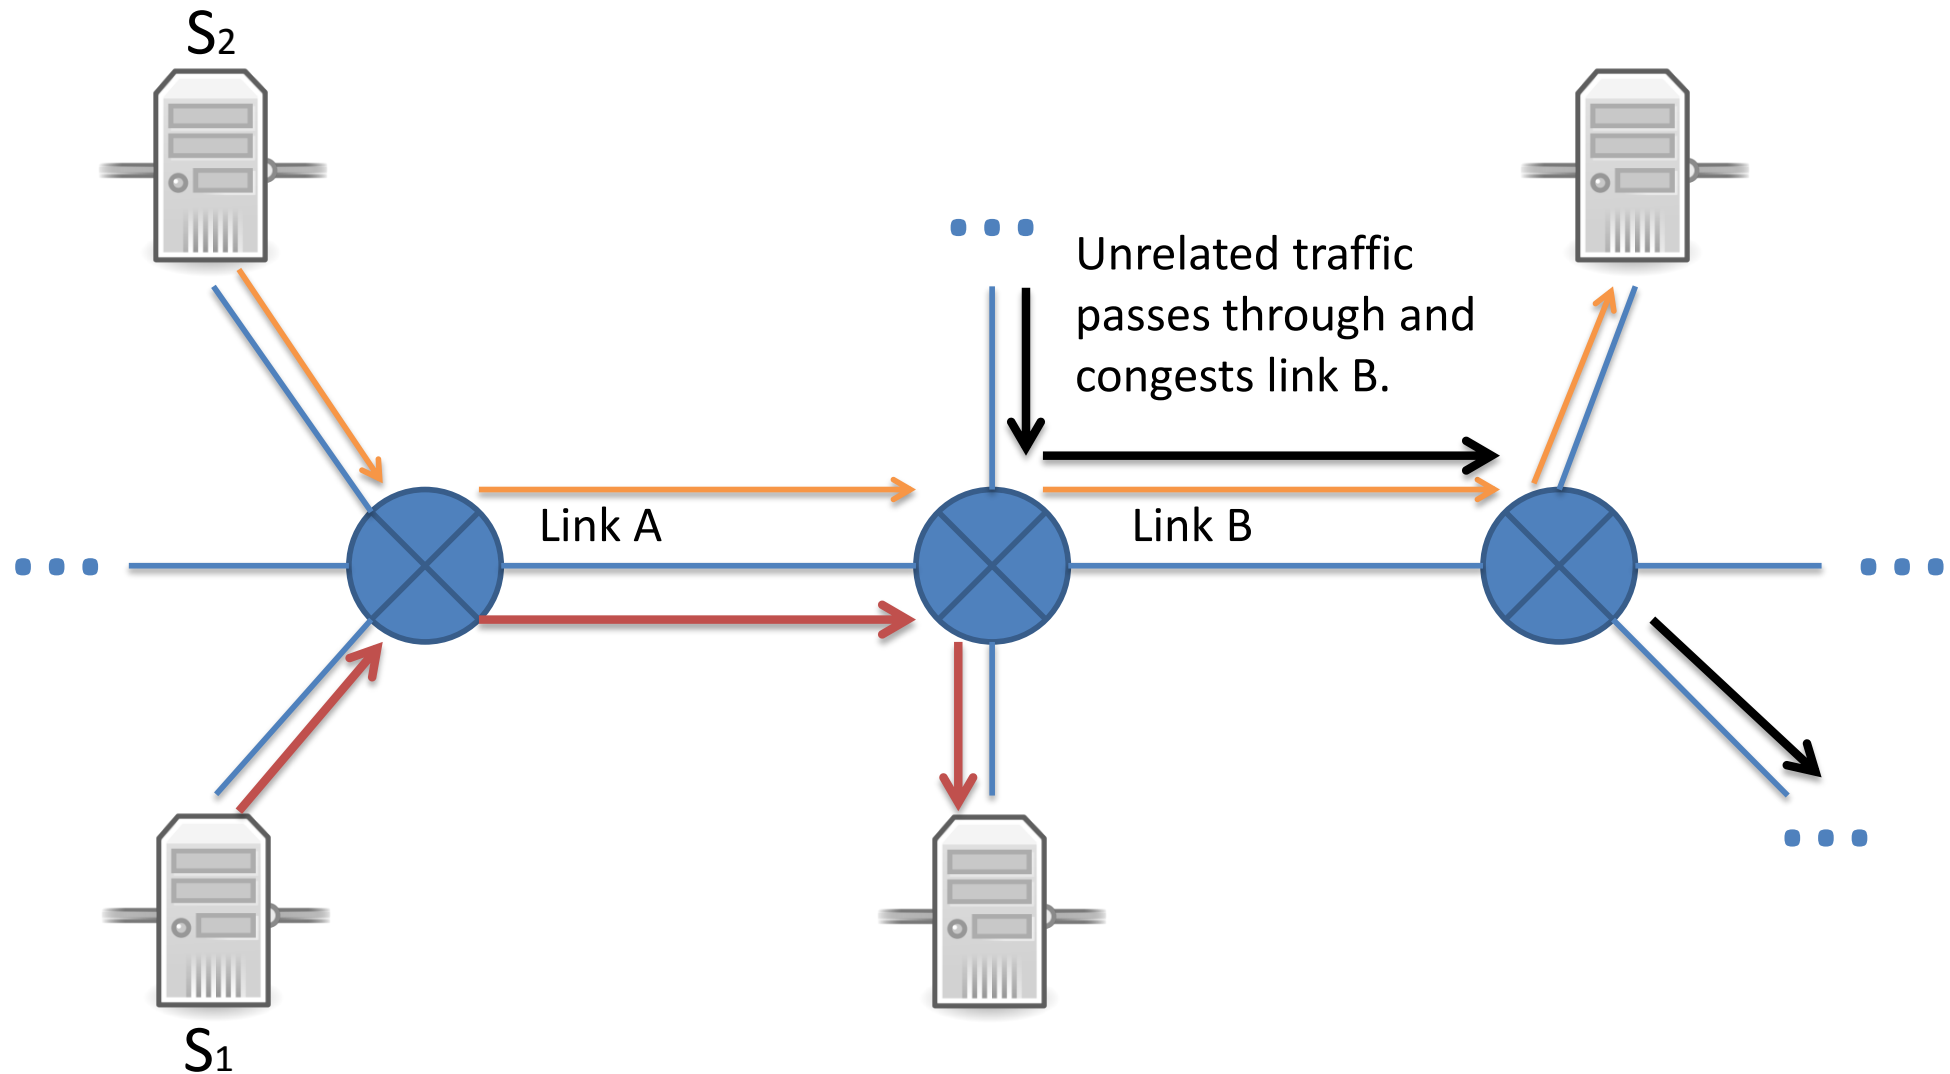 S2
Unrelated traffic
passes through and
congests link B.
Link A
Link B
S1